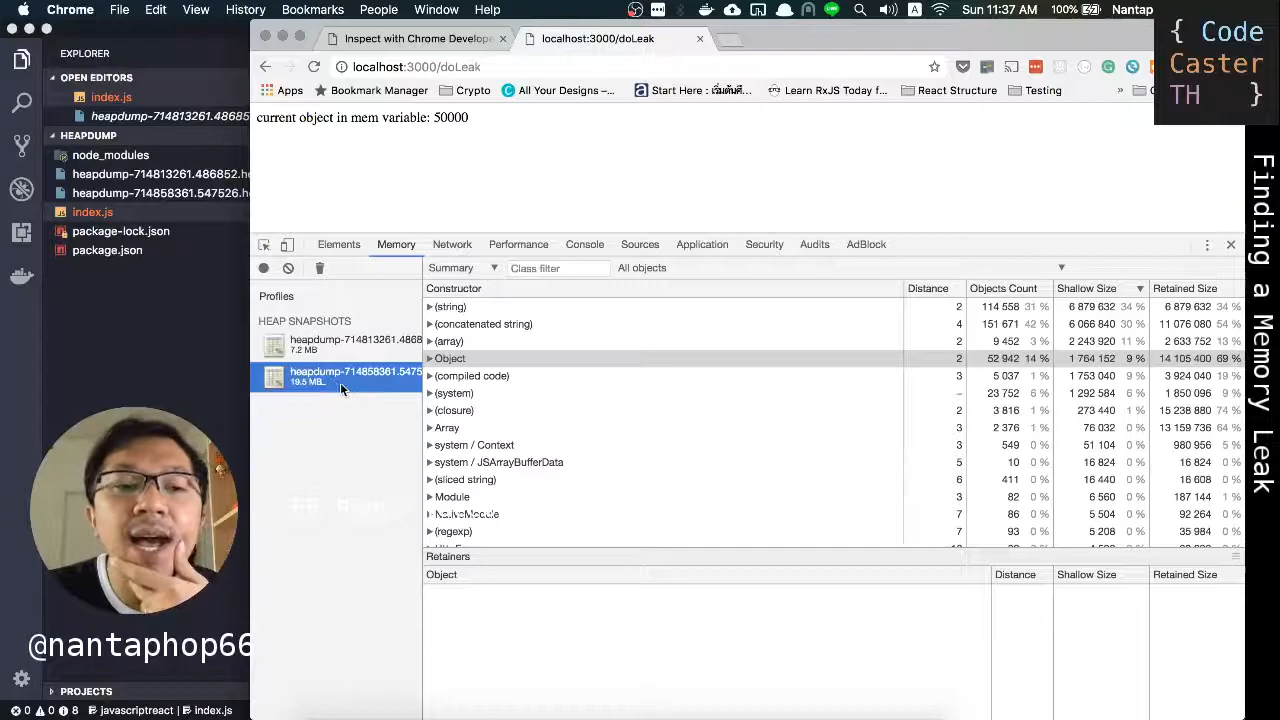 Chrome File Edit View History Bookmarks People Window Help
A 100% Sun 11:37 AM Nantap
EXPLORER
OPEN EDITORS
index.js
heapdump-714813261.48685
HEAPDUMP
node_modules
heapdump-714813261.486852.he
heapdump-714858361.547526.he
index.js
package-lock.json
package.json
PROJECTS
0 0 8 javascriptreact index.js
Inspect with Chrome Develope ×
localhost:3000/doLeak ×
localhost:3000/doLeak
Apps Bookmark Manager Crypto All Your Designs –... Learn RxJS Today f... React Structure Testing »
current object in mem variable: 50000
Elements Memory Network Performance Console Sources Application Security Audits AdBlock
Summary Class filter All objects
Profiles
HEAP SNAPSHOTS
heapdump-714813261.4868
7.2 MB
heapdump-714858361.5475
19.5 MB
Constructor Distance Objects Count Shallow Size Retained Size
(string) 2 114 558 31 % 6 879 632 34 % 6 879 632 34 %
(concatenated string) 4 151 671 42 % 6 066 840 30 % 11 076 080 54 %
(array) 2 9 452 3 % 2 243 920 11 % 2 633 752 13 %
Object 2 52 942 14 % 1 764 152 9 % 14 105 400 69 %
(compiled code) 3 5 037 1 % 1 753 040 9 % 3 924 040 19 %
(system) – 23 752 6 % 1 292 584 6 % 1 850 096 9 %
(closure) 2 3 816 1 % 273 440 1 % 15 238 880 74 %
Array 3 2 376 1 % 76 032 0 % 13 159 736 64 %
system / Context 3 549 0 % 51 104 0 % 980 956 5 %
system / JSArrayBufferData 5 10 0 % 16 824 0 % 16 824 0 %
(sliced string) 6 411 0 % 16 440 0 % 16 608 0 %
Module 3 82 0 % 6 560 0 % 187 144 1 %
NativeModule 7 86 0 % 5 504 0 % 92 264 0 %
(regexp) 7 93 0 % 5 208 0 % 35 984 0 %
Retainers
Object Distance Shallow Size Retained Size
{ Code
Caster
TH }
Finding a Memory Leak
@nantaphop66